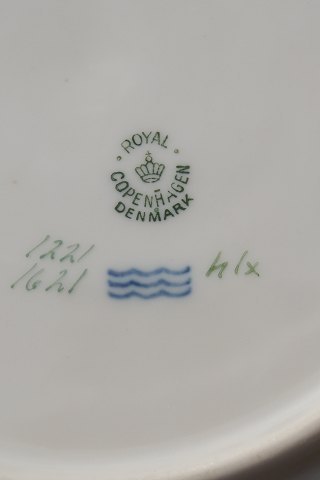 ROYAL
COPENHAGEN
DENMARK
1221
1621